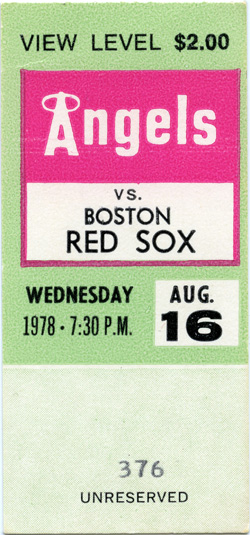 VIEW LEVEL $2.00
Angels
VS.
BOSTON
RED SOX
WEDNESDAY AUG.
1978 · 7:30 P.M. 16
376
UNRESERVED